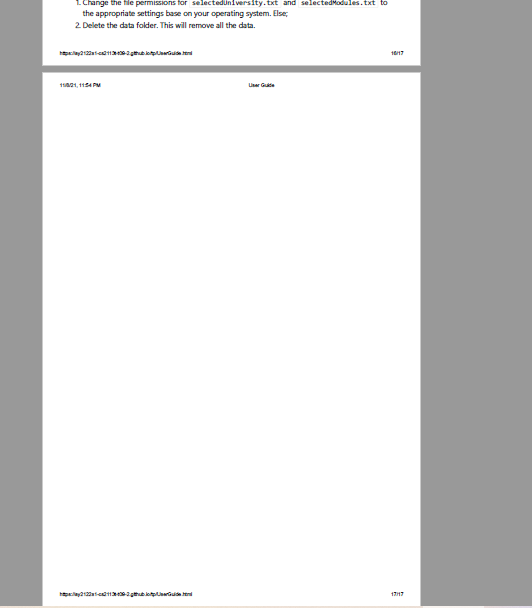 1. Change the file permissions for selectedUniversity.txt and selectedModules.txt to
the appropriate settings base on your operating system. Else;
2. Delete the data folder. This will remove all the data.
https://ay2122s1-cs2113t-t09-2.github.io/tp/UserGuide.html 16/17
11/8/21, 11:54 PM User Guide
https://ay2122s1-cs2113t-t09-2.github.io/tp/UserGuide.html 17/17